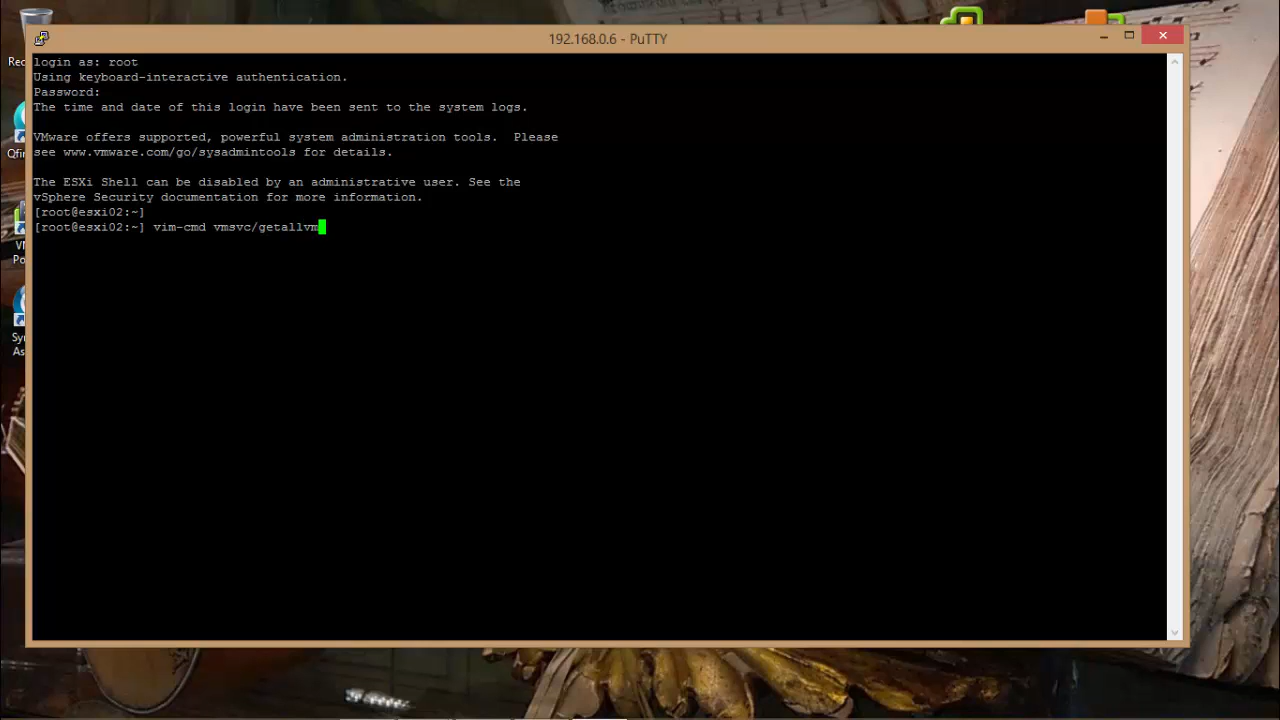 192.168.0.6 - PuTTY
login as: root
Using keyboard-interactive authentication.
Password:
The time and date of this login have been sent to the system logs.
VMware offers supported, powerful system administration tools.  Please
see www.vmware.com/go/sysadmintools for details.
The ESXi Shell can be disabled by an administrative user. See the
vSphere Security documentation for more information.
[root@esxi02:~]
[root@esxi02:~] vim-cmd vmsvc/getallvm